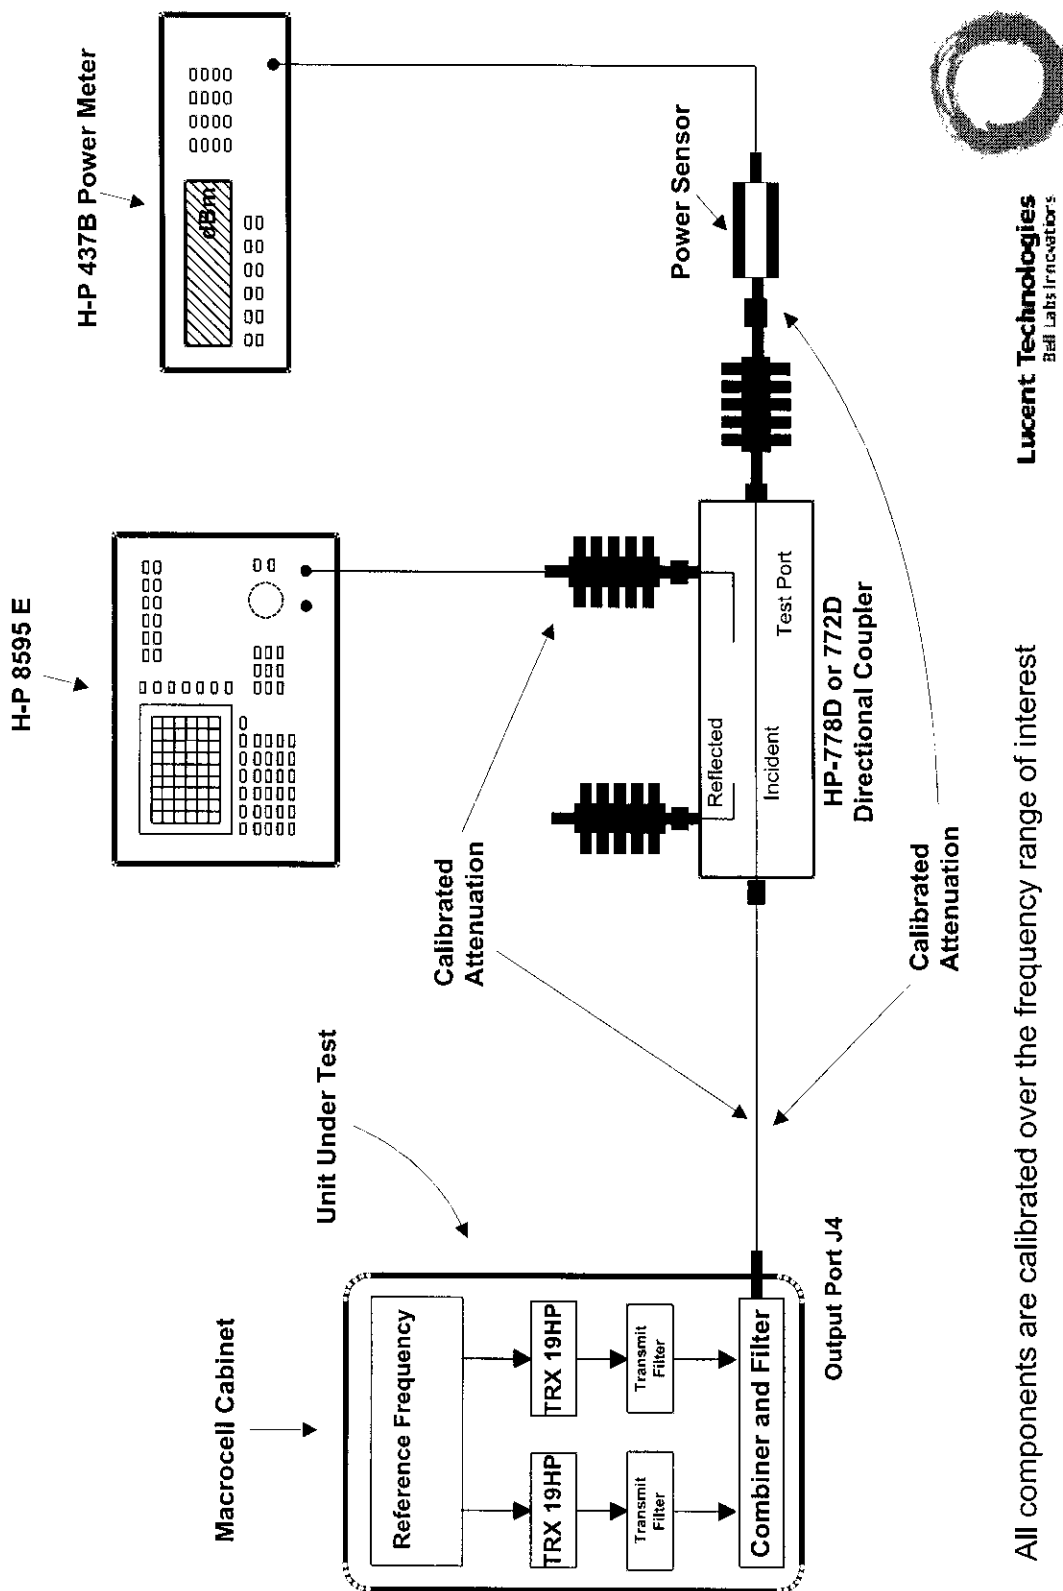 H-P 8595 E
H-P 437B Power Meter
dBm
Macrocell Cabinet
Unit Under Test
Reference Frequency
TRX 19HP
TRX 19HP
Transmit
Filter
Transmit
Filter
Combiner and Filter
Output Port J4
Calibrated
Attenuation
Reflected
Incident
Test Port
HP-778D or 772D
Directional Coupler
Power Sensor
Calibrated
Attenuation
All components are calibrated over the frequency range of interest
Lucent Technologies
Bell Labs Innovations